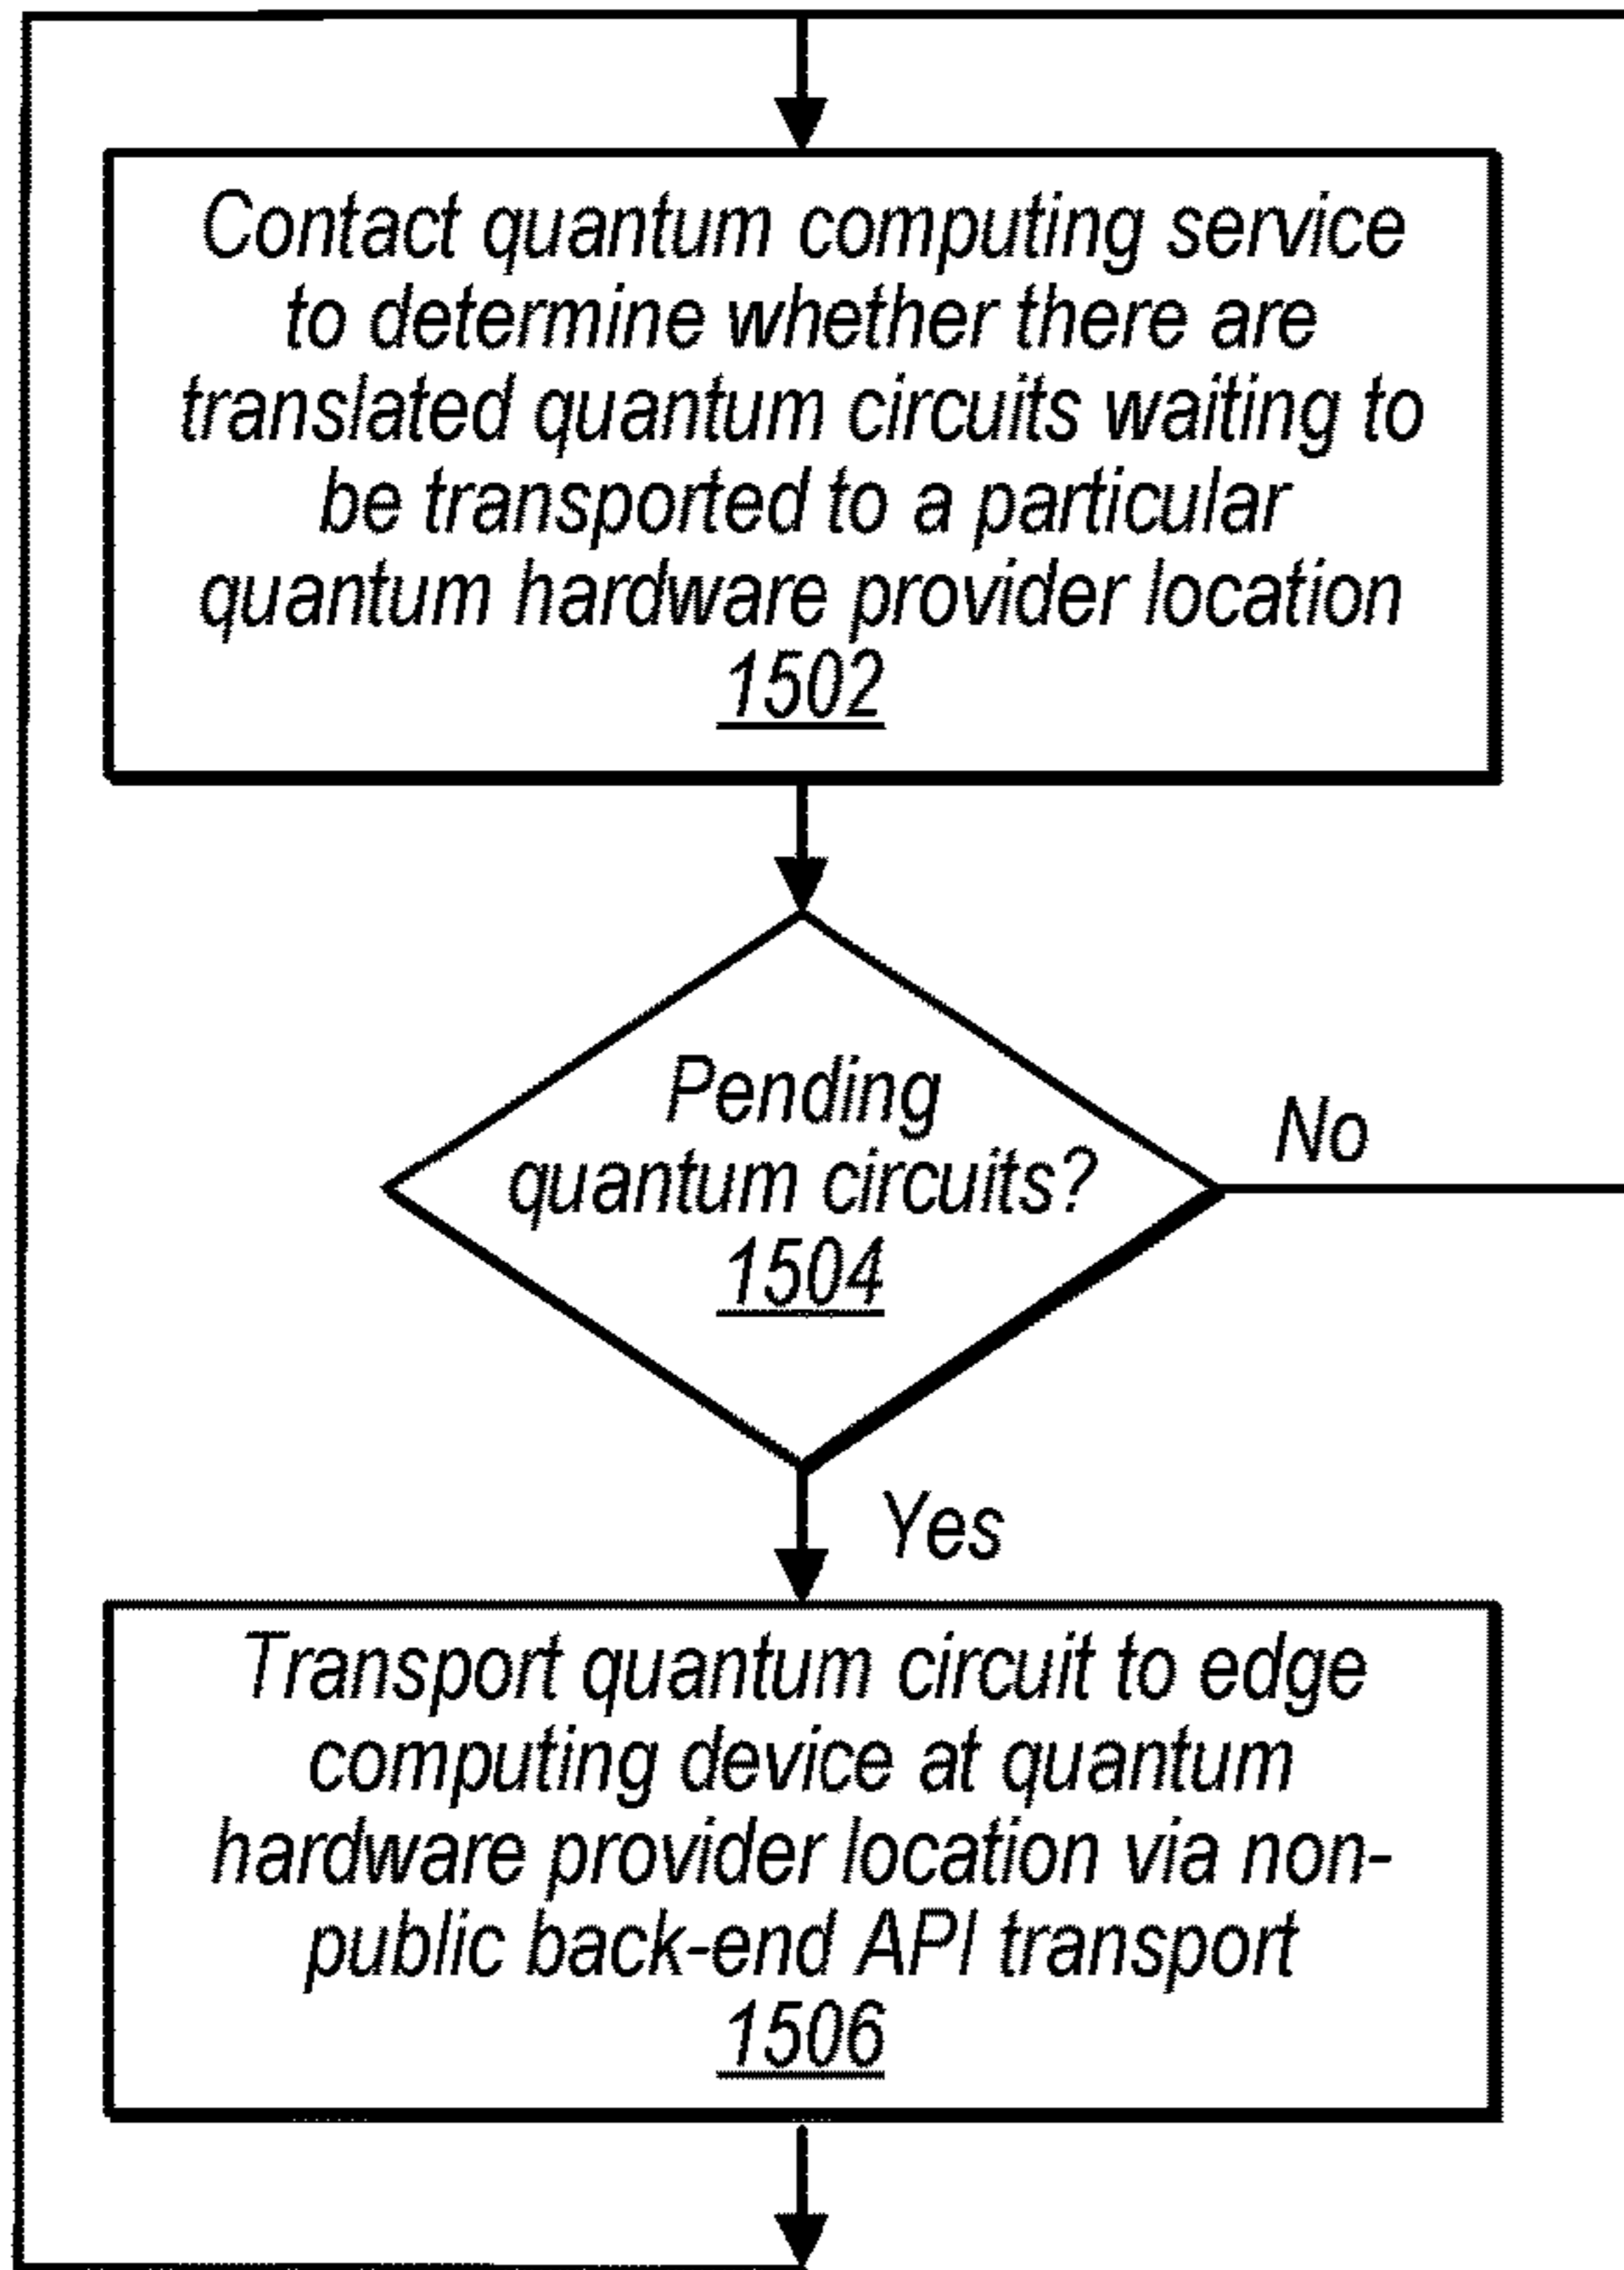 Contact quantum computing service
to determine whether there are
translated quantum circuits waiting to
be transported to a particular
quantum hardware provider location
1502
Pending
quantum circuits?
1504
No
Yes
Transport quantum circuit to edge
computing device at quantum
hardware provider location via non-
public back-end API transport
1506